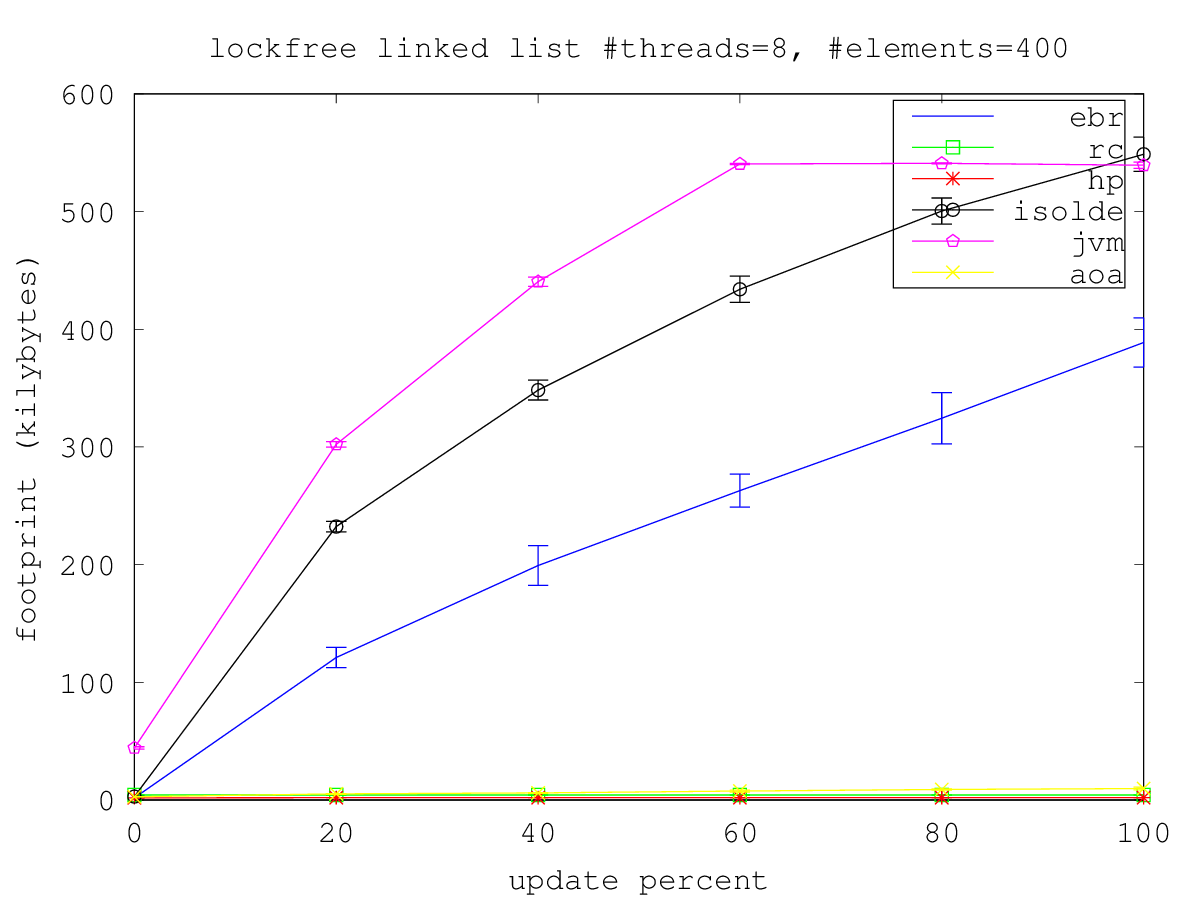 lockfree linked list #threads=8, #elements=400
600
500
400
300
200
100
0
footprint (kilybytes)
ebr
rc
hp
isolde
jvm
aoa
0 20 40 60 80 100
update percent